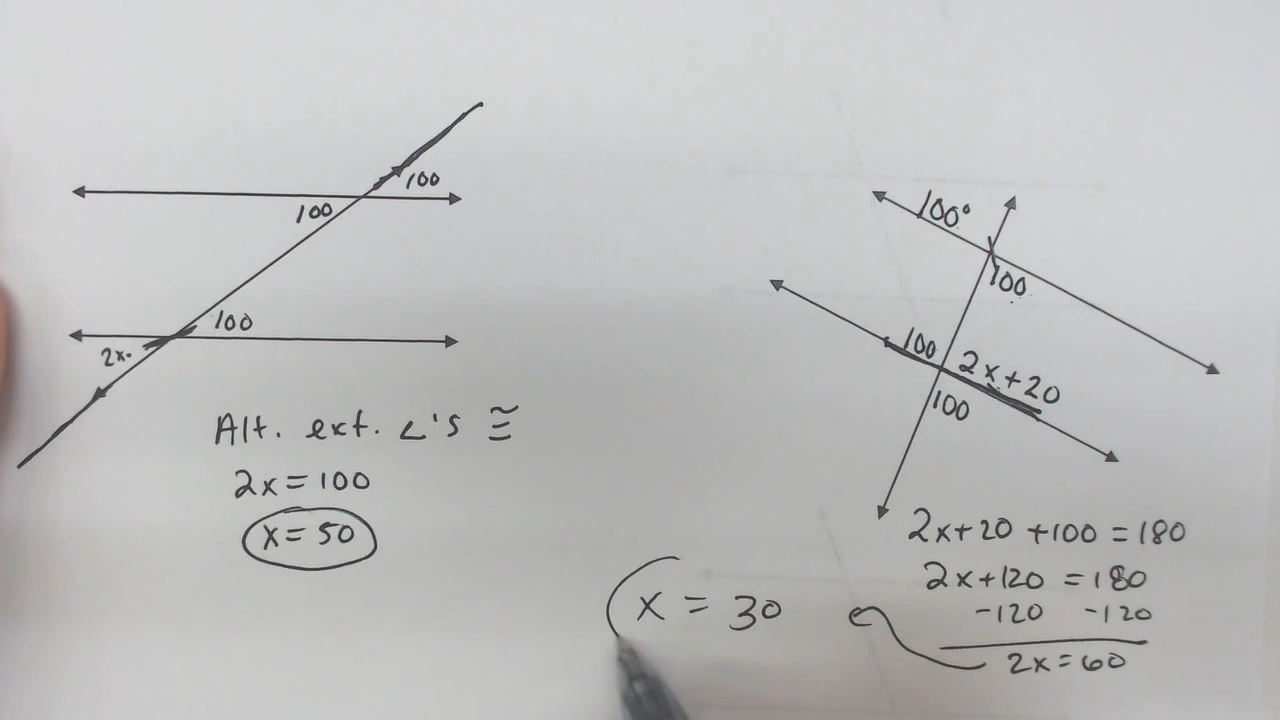 100
100
100
2x.
Alt. ext. ∠'s ≅
2x = 100
x = 50
100°
100
100
2x+20
100
2x+20 +100 = 180
2x+120 = 180
-120 -120
2x = 60
x = 30